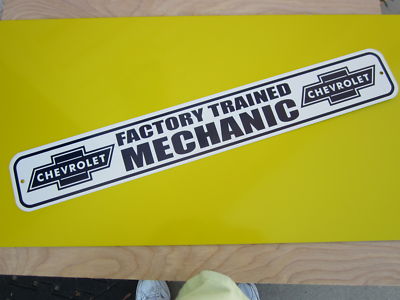 CHEVROLET
FACTORY TRAINED
MECHANIC
CHEVROLET